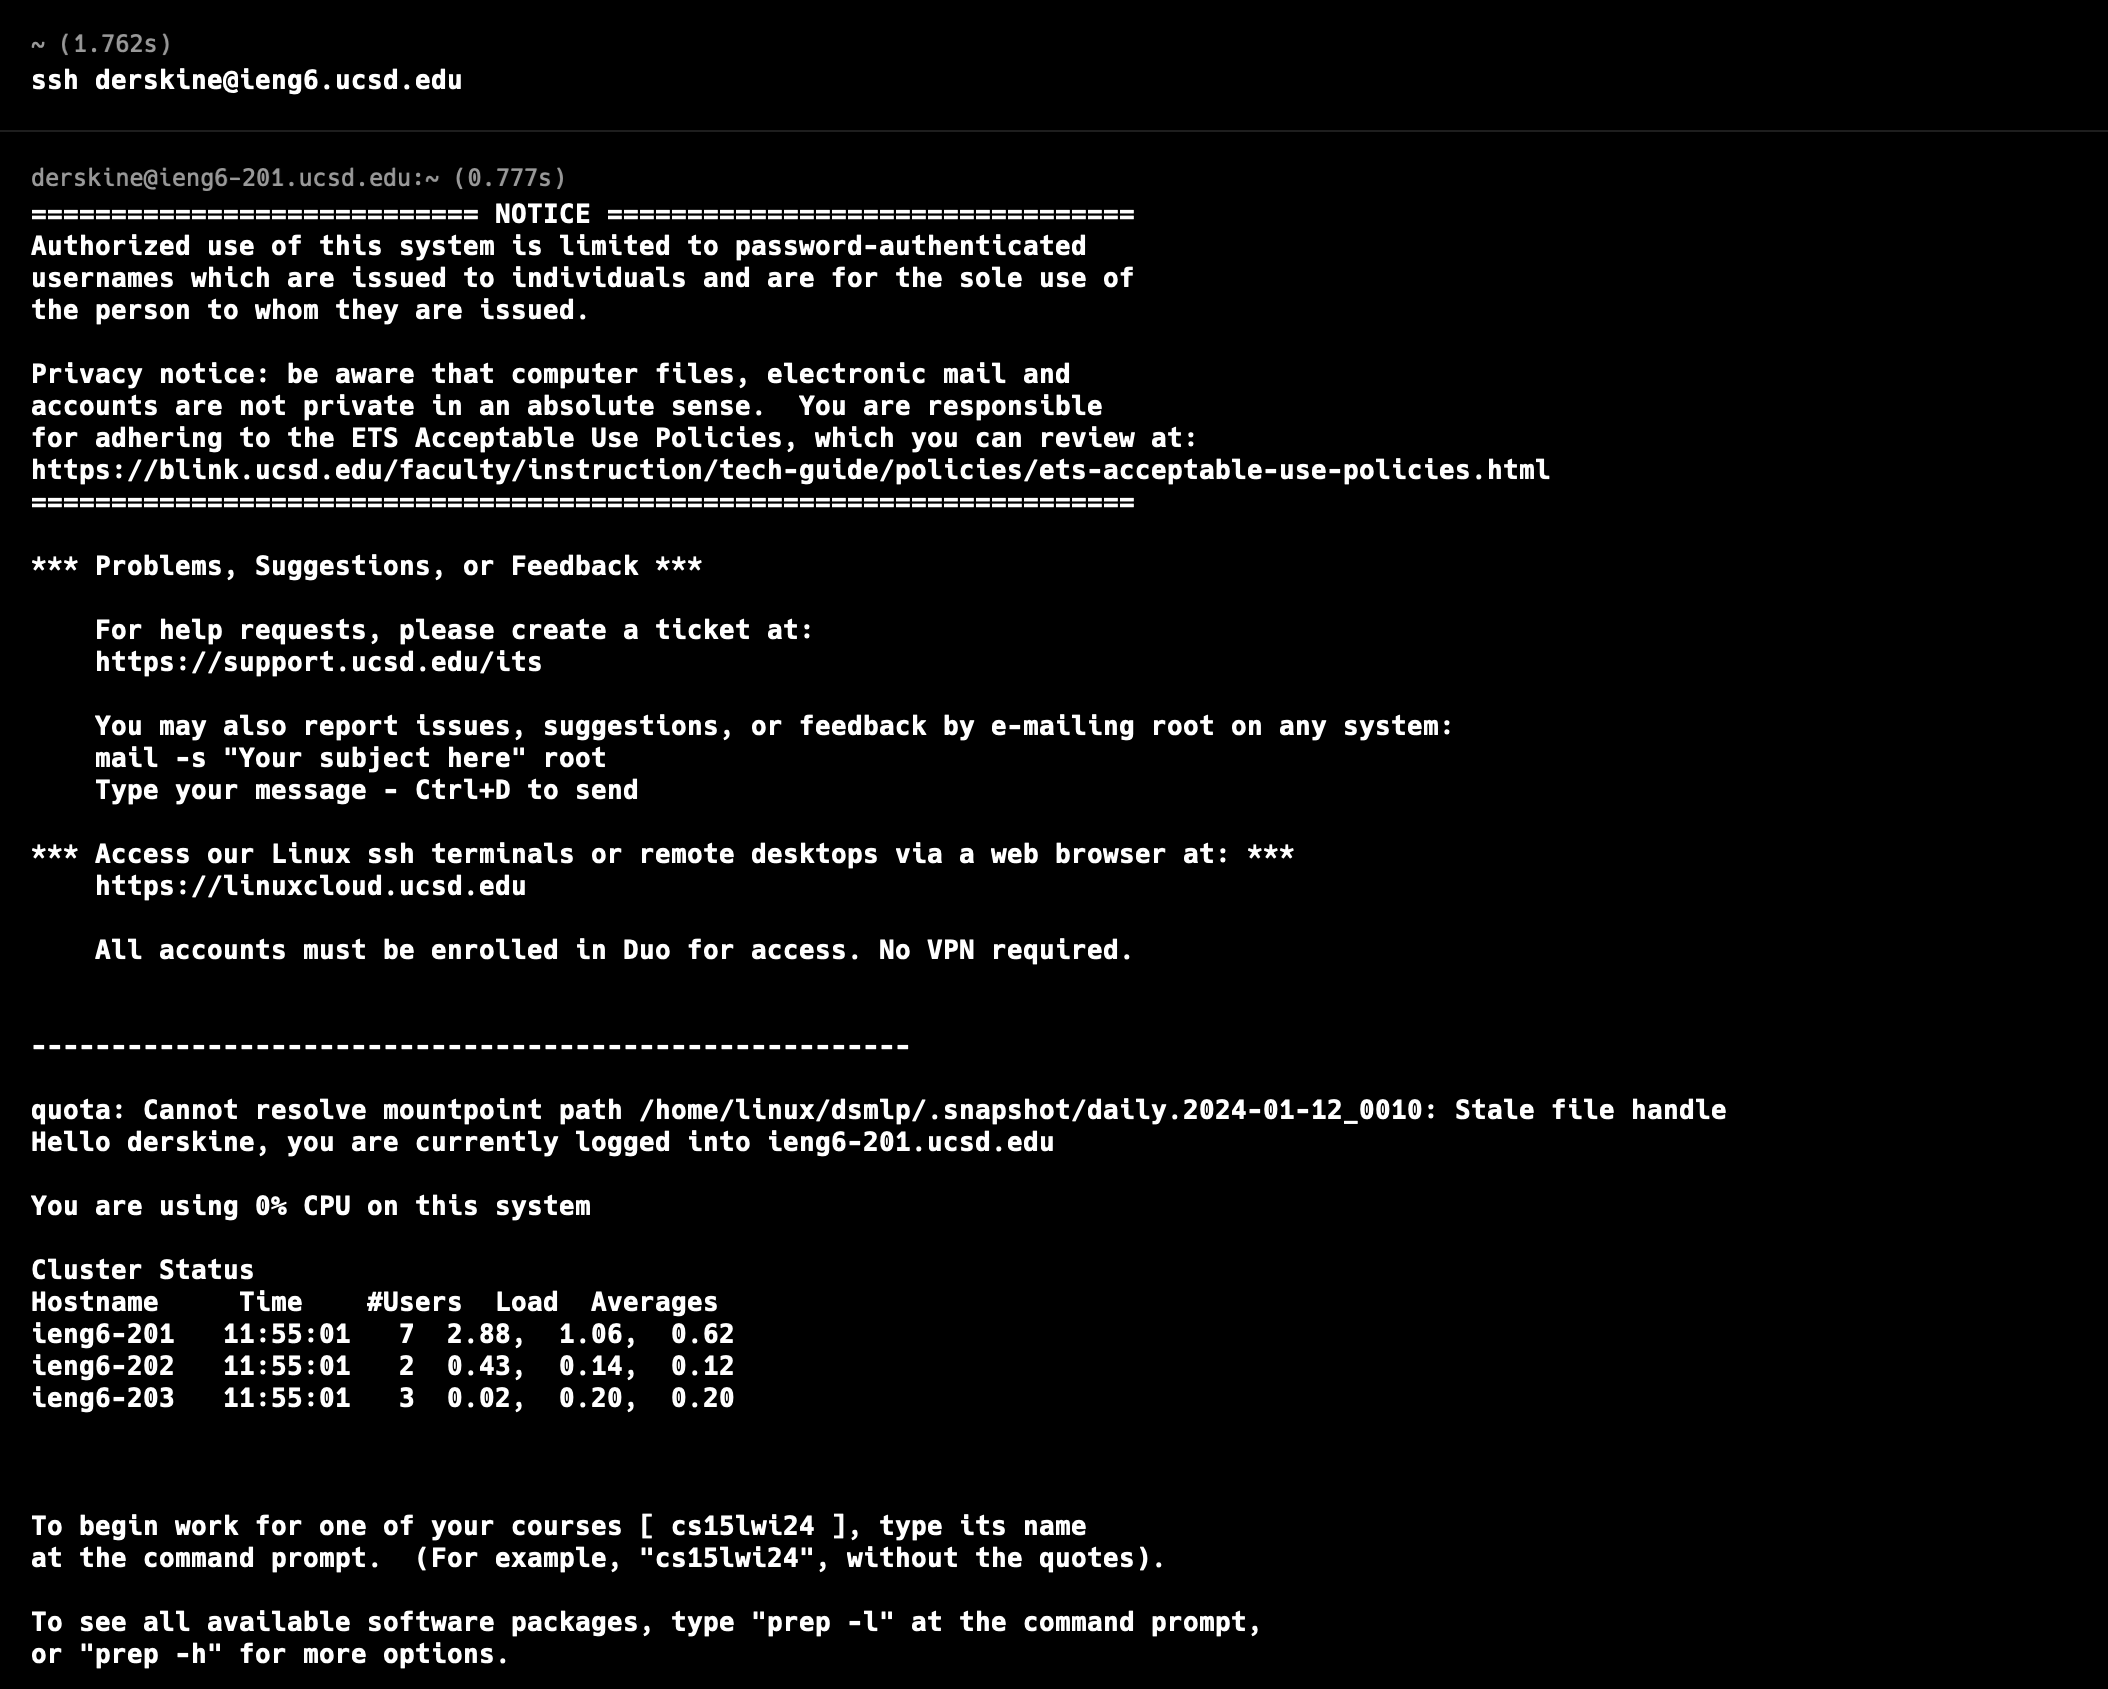 ~ (1.762s)
ssh derskine@ieng6.ucsd.edu
derskine@ieng6-201.ucsd.edu:~ (0.777s)
============================ NOTICE =================================
Authorized use of this system is limited to password-authenticated
usernames which are issued to individuals and are for the sole use of
the person to whom they are issued.

Privacy notice: be aware that computer files, electronic mail and
accounts are not private in an absolute sense.  You are responsible
for adhering to the ETS Acceptable Use Policies, which you can review at:
https://blink.ucsd.edu/faculty/instruction/tech-guide/policies/ets-acceptable-use-policies.html
=====================================================================

*** Problems, Suggestions, or Feedback ***

    For help requests, please create a ticket at:
    https://support.ucsd.edu/its

    You may also report issues, suggestions, or feedback by e-mailing root on any system:
    mail -s "Your subject here" root
    Type your message - Ctrl+D to send

*** Access our Linux ssh terminals or remote desktops via a web browser at: ***
    https://linuxcloud.ucsd.edu

    All accounts must be enrolled in Duo for access. No VPN required.

-------------------------------------------------------

quota: Cannot resolve mountpoint path /home/linux/dsmlp/.snapshot/daily.2024-01-12_0010: Stale file handle
Hello derskine, you are currently logged into ieng6-201.ucsd.edu

You are using 0% CPU on this system

Cluster Status
Hostname     Time    #Users  Load  Averages
ieng6-201   11:55:01   7  2.88,  1.06,  0.62
ieng6-202   11:55:01   2  0.43,  0.14,  0.12
ieng6-203   11:55:01   3  0.02,  0.20,  0.20

To begin work for one of your courses [ cs15lwi24 ], type its name
at the command prompt.  (For example, "cs15lwi24", without the quotes).

To see all available software packages, type "prep -l" at the command prompt,
or "prep -h" for more options.